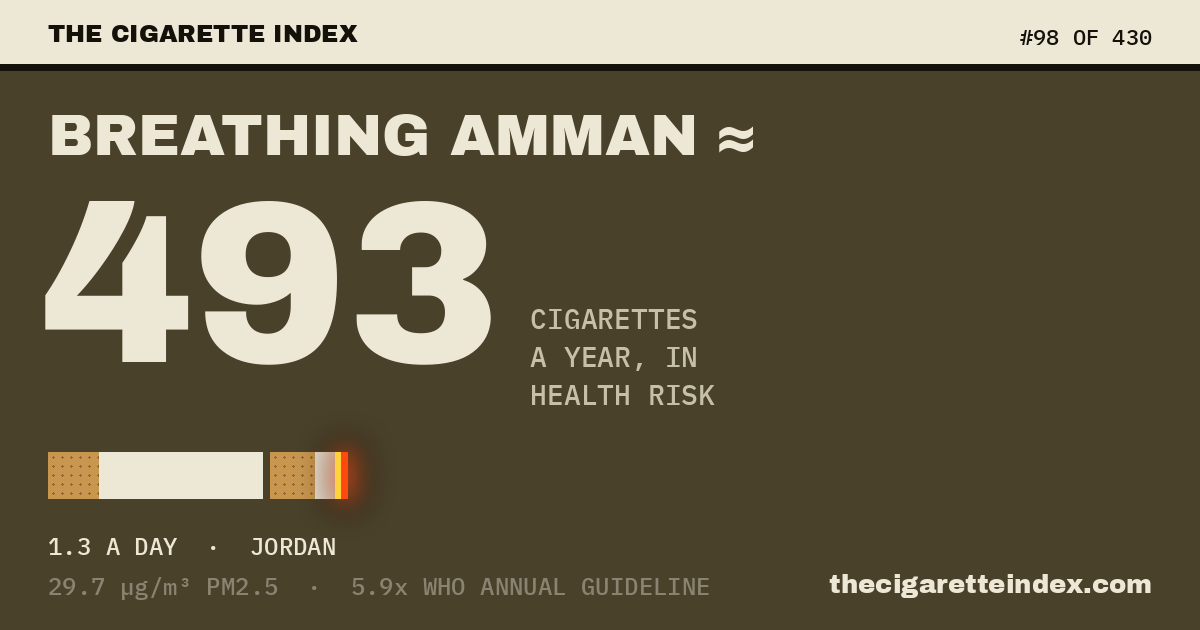 THE CIGARETTE INDEX
#98 OF 430
BREATHING AMMAN ≈
493
CIGARETTES
A YEAR, IN
HEALTH RISK
1.3 A DAY · JORDAN
29.7 µg/m³ PM2.5 · 5.9x WHO ANNUAL GUIDELINE
thecigaretteindex.com